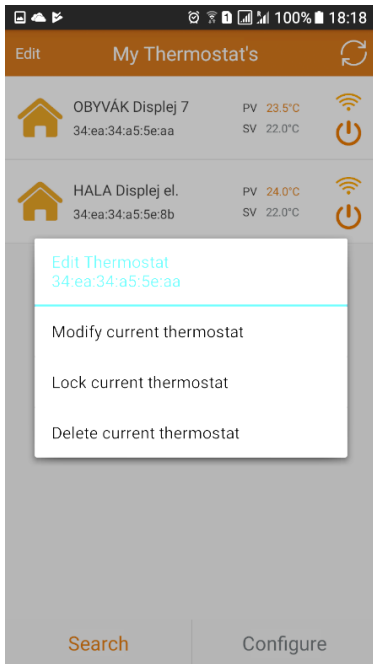 1 100% 18:18
Edit My Thermostat's
OBYVÁK Displej 7 PV 23.5°C
34:ea:34:a5:5e:aa SV 22.0°C
HALA Displej el. PV 24.0°C
34:ea:34:a5:5e:8b SV 22.0°C
Edit Thermostat
34:ea:34:a5:5e:aa
Modify current thermostat
Lock current thermostat
Delete current thermostat
Search Configure